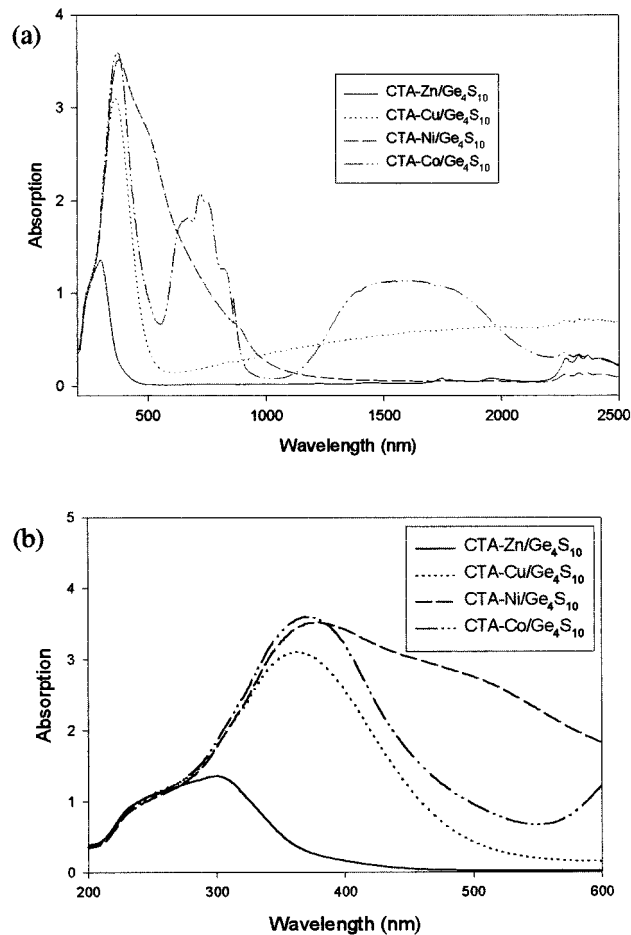 (a)
4
3
2
1
0
Absorption
CTA-Zn/Ge₄S₁₀
CTA-Cu/Ge₄S₁₀
CTA-Ni/Ge₄S₁₀
CTA-Co/Ge₄S₁₀
500 1000 1500 2000 2500
Wavelength (nm)
(b)
5
4
3
2
1
0
Absorption
CTA-Zn/Ge₄S₁₀
CTA-Cu/Ge₄S₁₀
CTA-Ni/Ge₄S₁₀
CTA-Co/Ge₄S₁₀
200 300 400 500 600
Wavelength (nm)